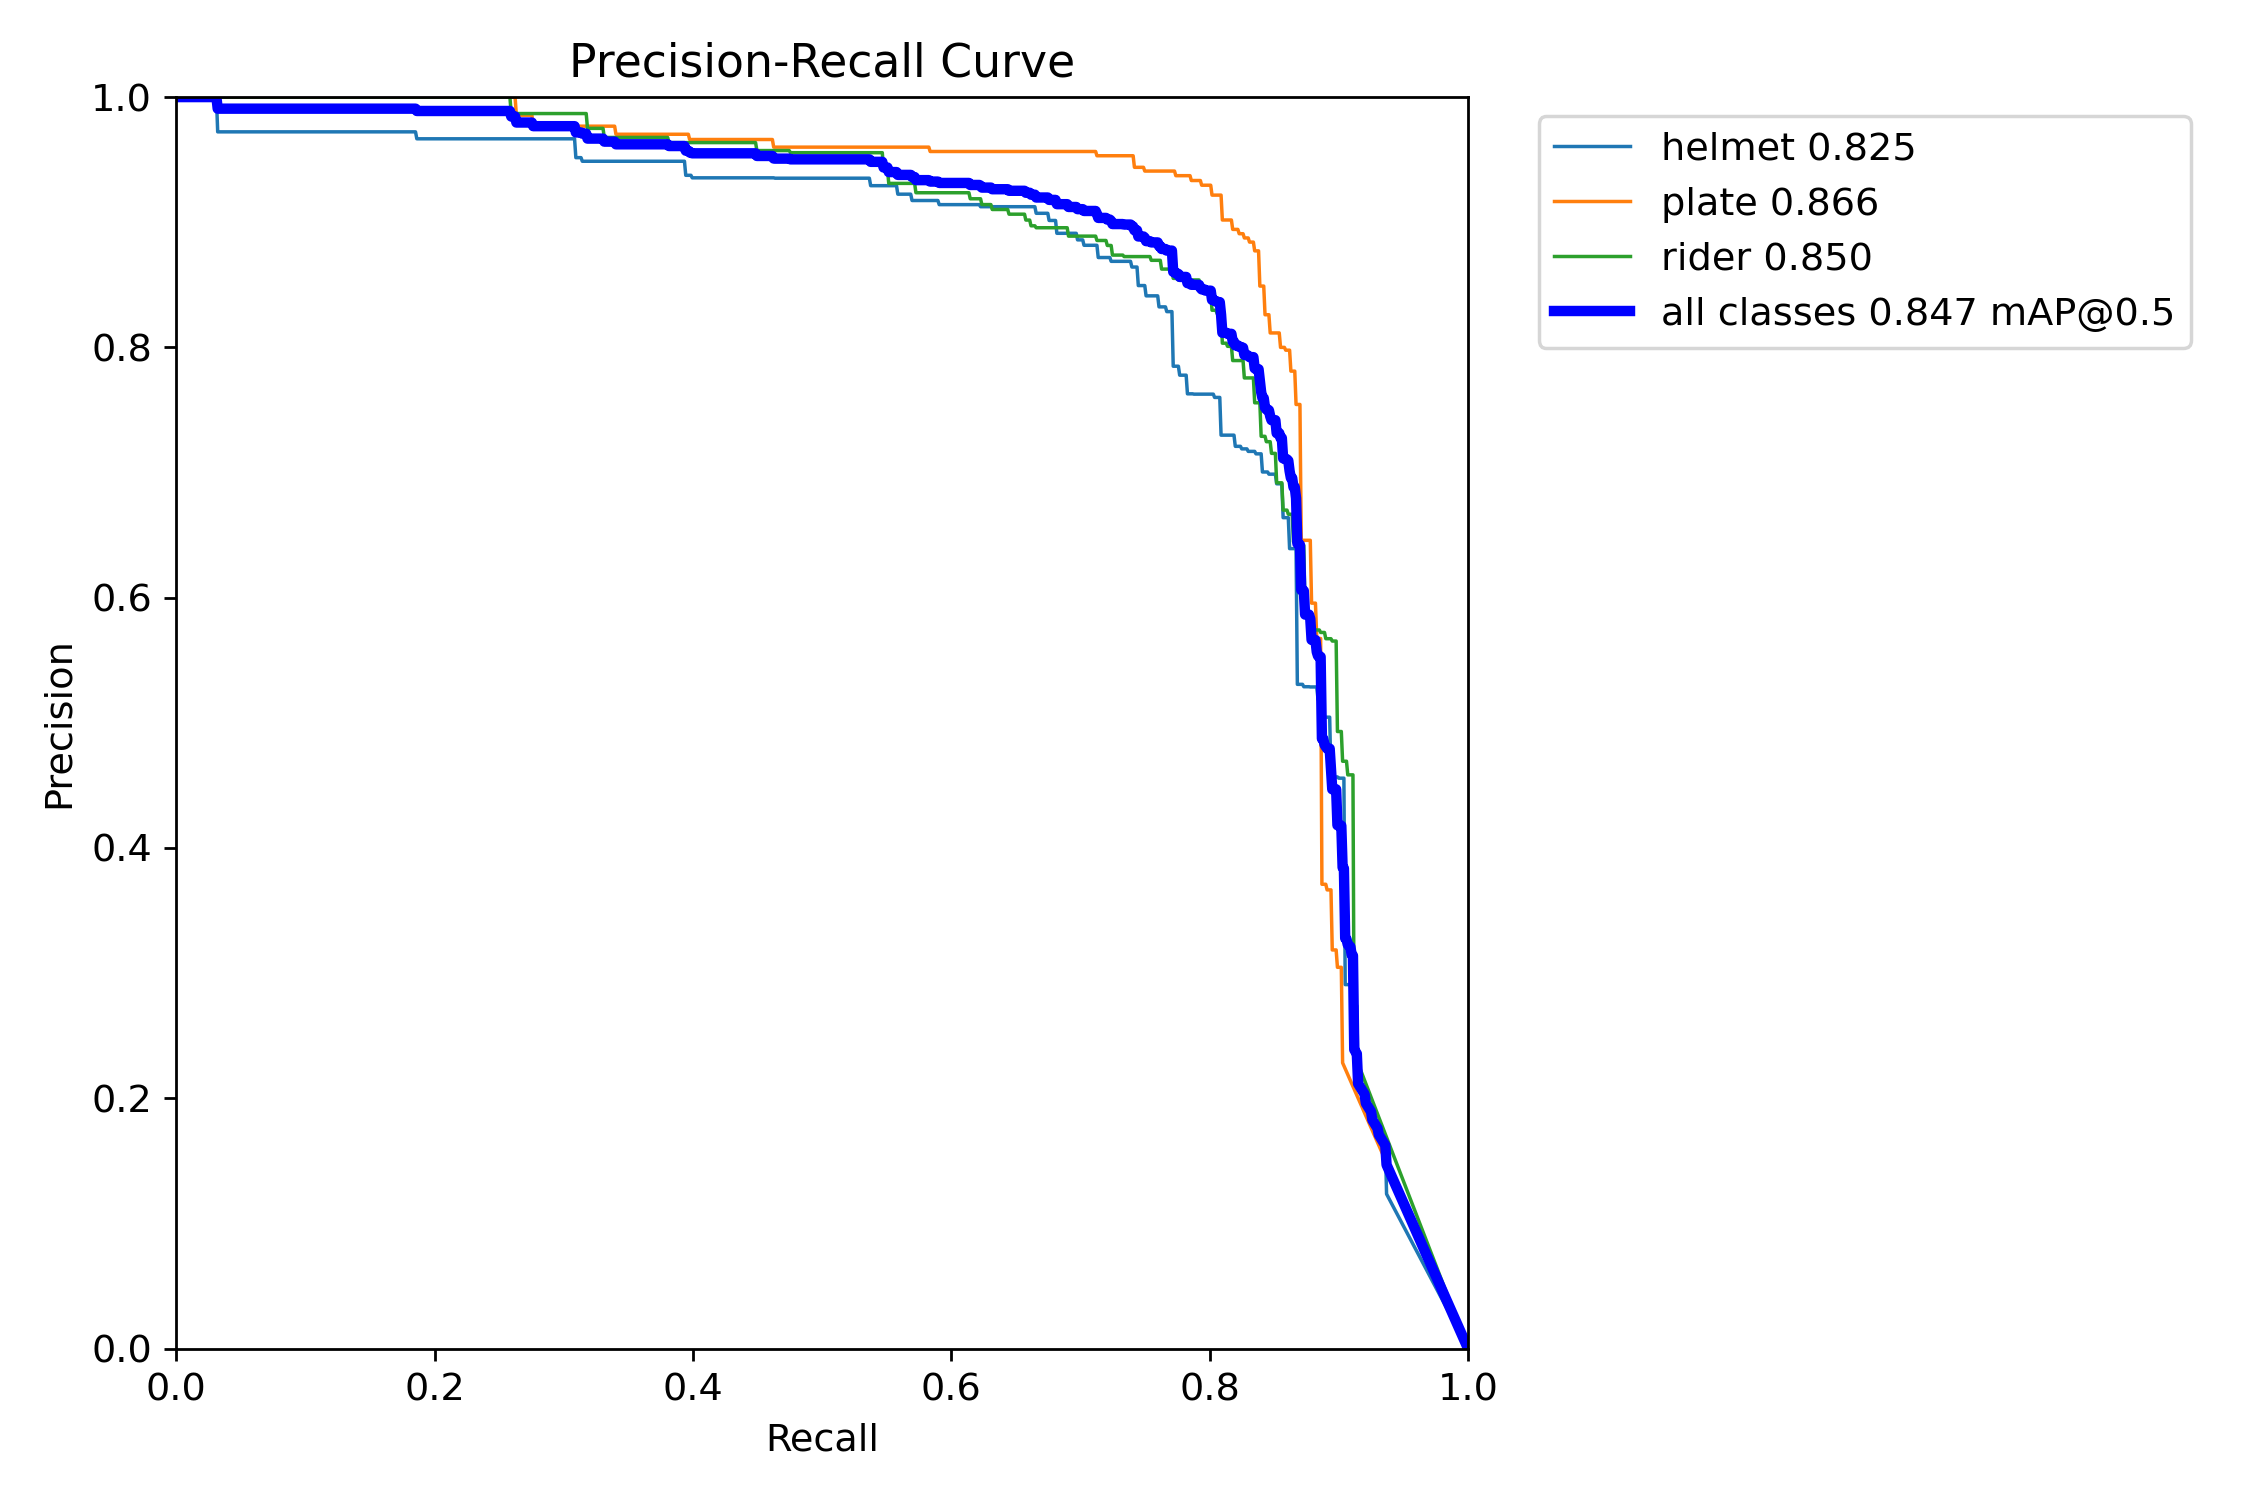 Precision-Recall Curve
helmet 0.825
plate 0.866
rider 0.850
all classes 0.847 mAP@0.5
Precision
1.0
0.8
0.6
0.4
0.2
0.0
0.0 0.2 0.4 0.6 0.8 1.0
Recall